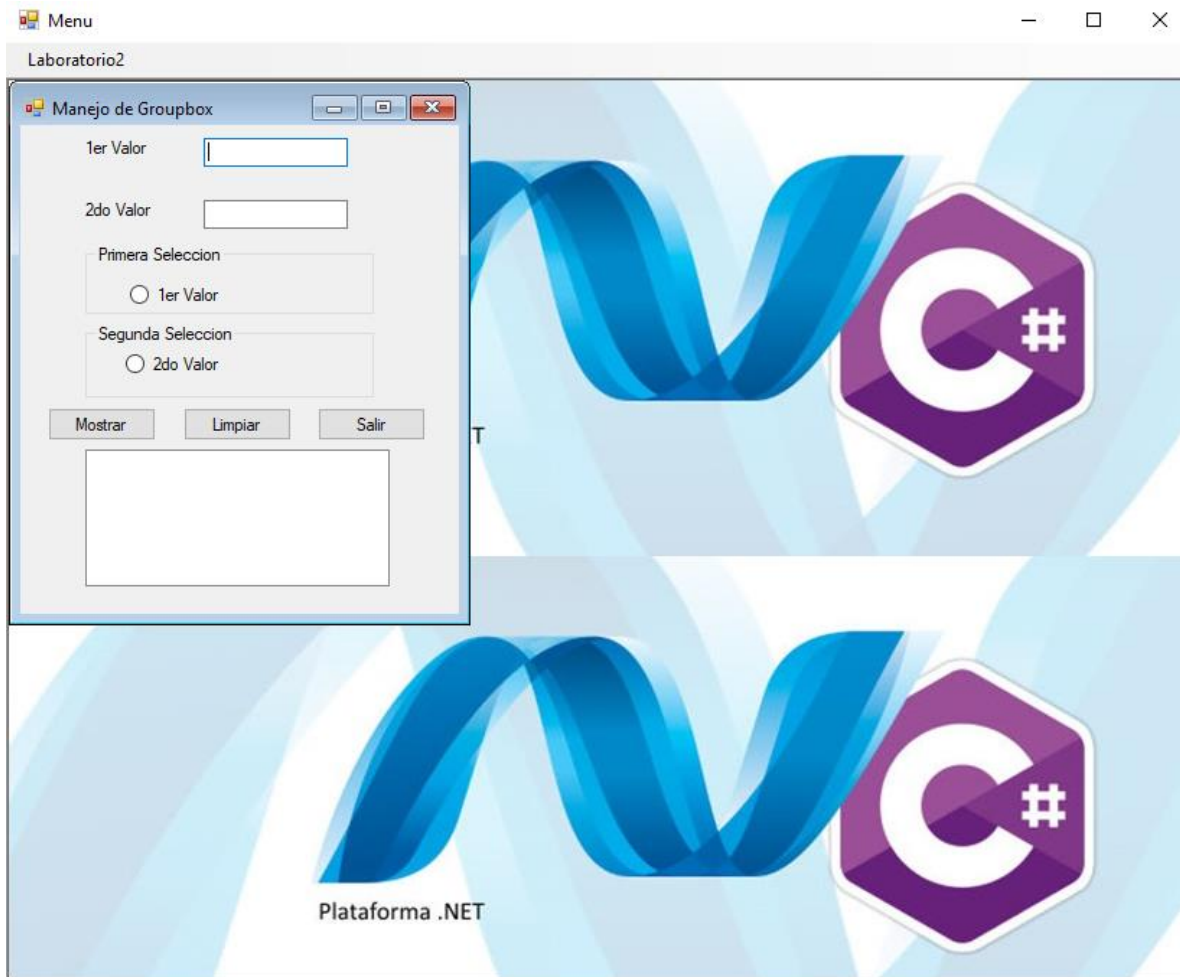 Menu
Laboratorio2
Manejo de Groupbox
1er Valor
2do Valor
Primera Seleccion
1er Valor
Segunda Seleccion
2do Valor
Mostrar
Limpiar
Salir
T
C#
Plataforma .NET
C#